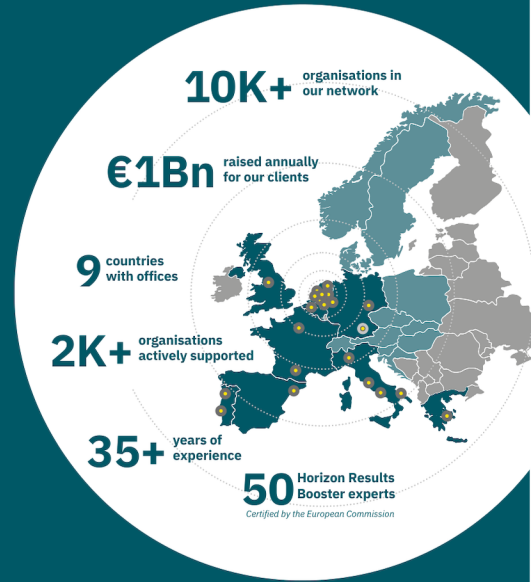 10K+ organisations in
our network
€1Bn raised annually
for our clients
9 countries
with offices
2K+ organisations
actively supported
35+ years of
experience
50 Horizon Results
Booster experts
Certified by the European Commission